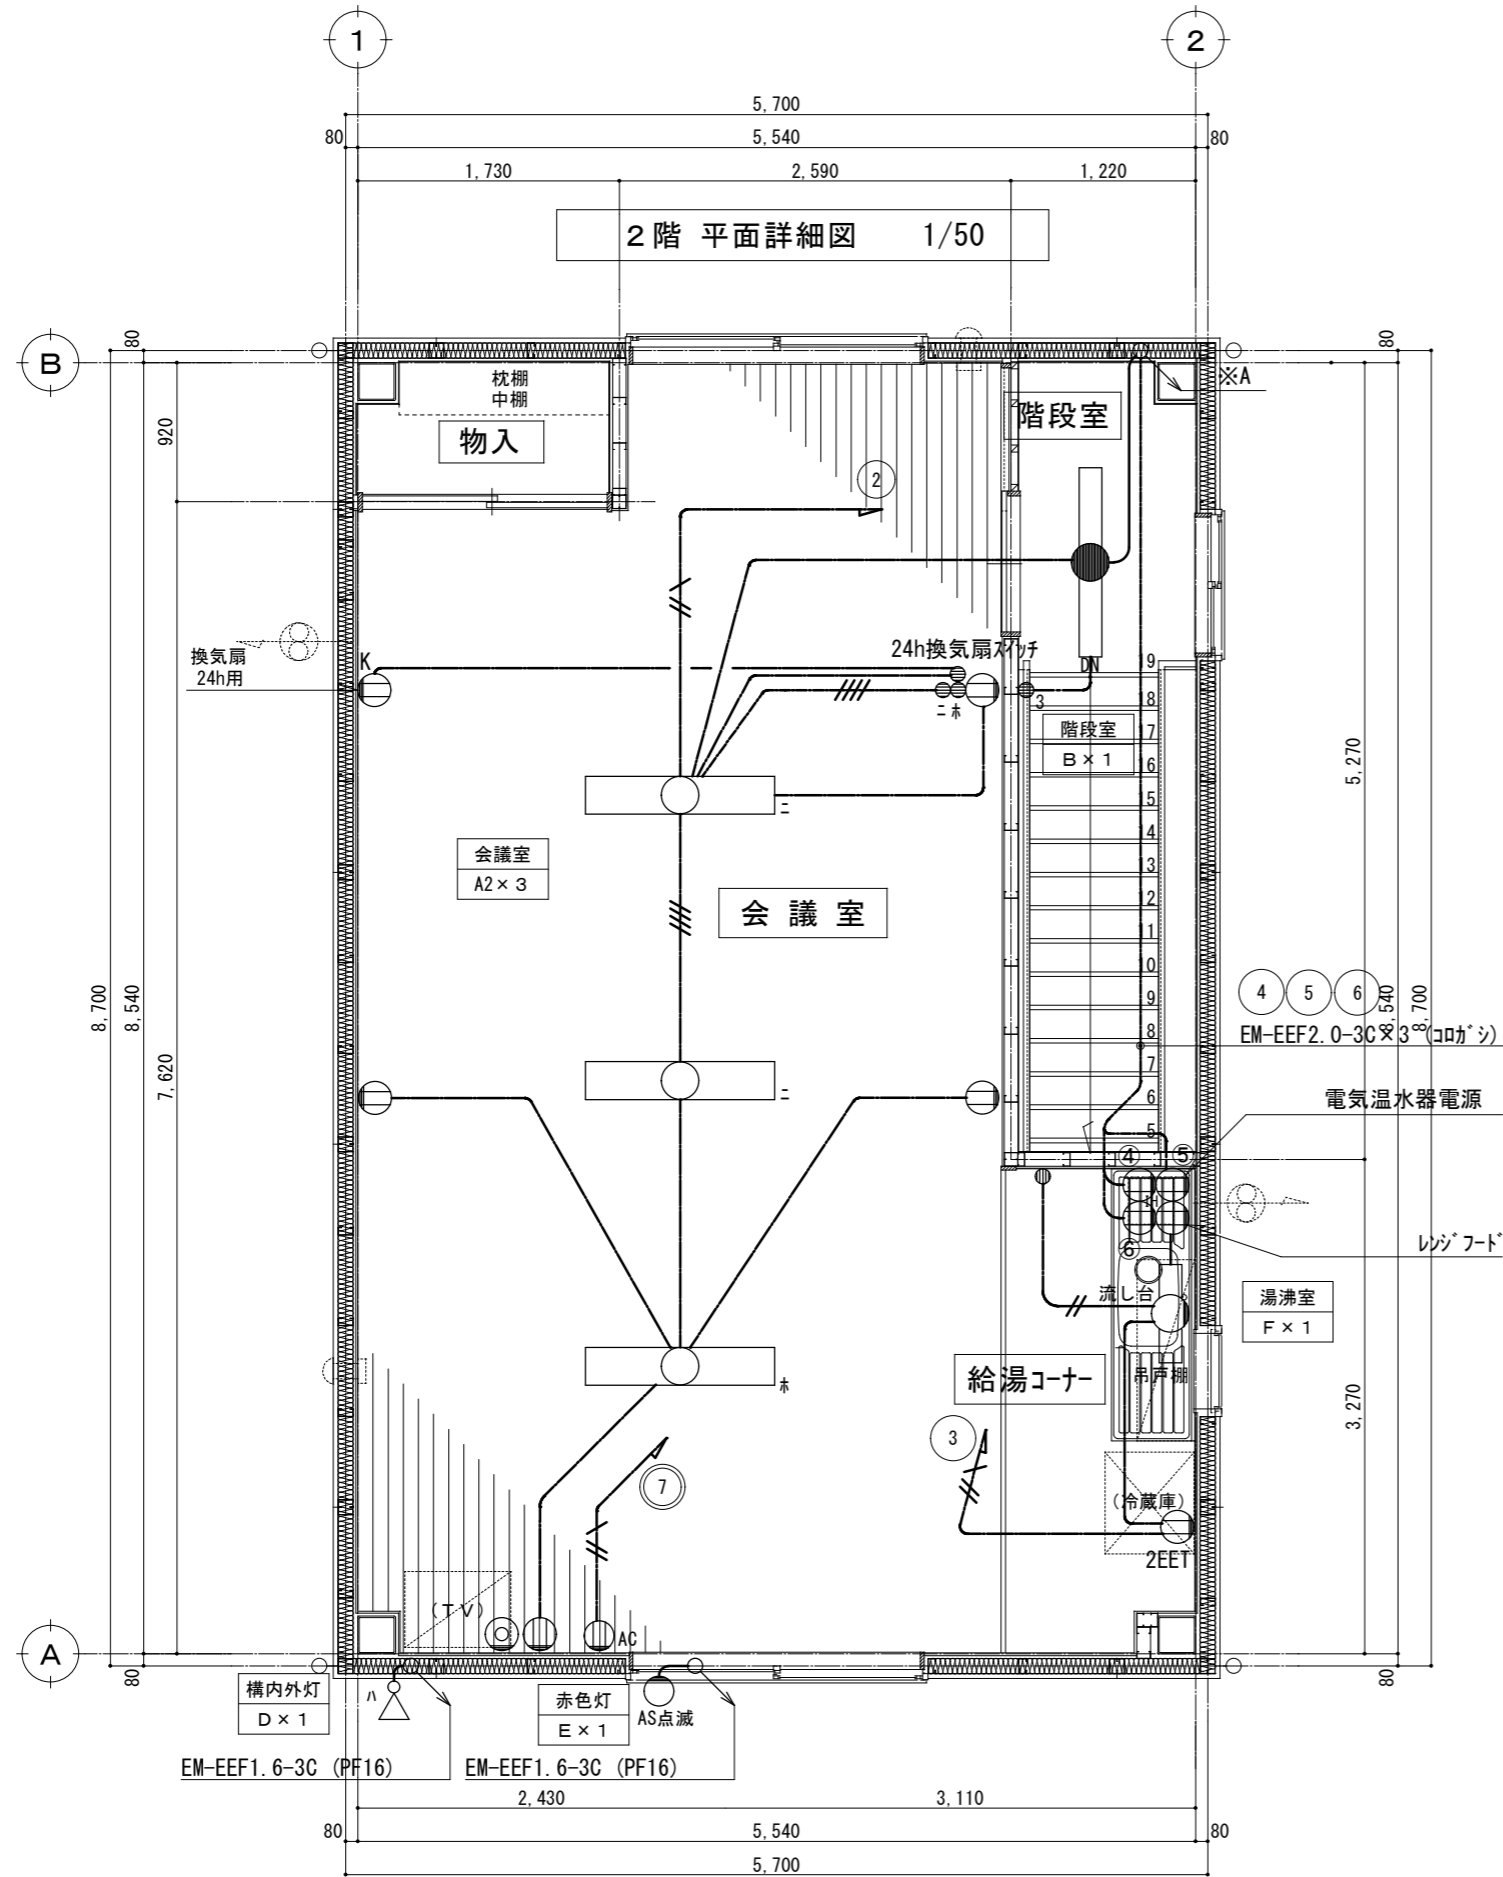 1
2
5,700
80
5,540
80
1,730
2,590
1,220
２階 平面詳細図 1/50
B
80
80
※A
枕棚
中棚
物入
階段室
920
2
換気扇
24h用
K
24h換気扇スイッチ
DN
19
ニ ホ
3
18
階段室
B × 1
17
16
15
14
13
12
11
10
9
8
7
6
5
ニ
5,270
会議室
A2× 3
会 議 室
8,700
8,540
7,620
4
5
6
8,540
8,700
EM-EEF2.0-3C×3 (コロガシ)
ニ
電気温水器電源
④
⑤
IH
⑥
レンジフード
流し台
湯沸室
F × 1
給湯コーナー
吊戸棚
ホ
3,270
3
7
(冷蔵庫)
2EET
(ＴＶ)
AC
A
80
80
構内外灯
D × 1
ハ
赤色灯
E × 1
AS点滅
EM-EEF1.6-3C (PF16)
EM-EEF1.6-3C (PF16)
2,430
3,110
80
5,540
80
5,700